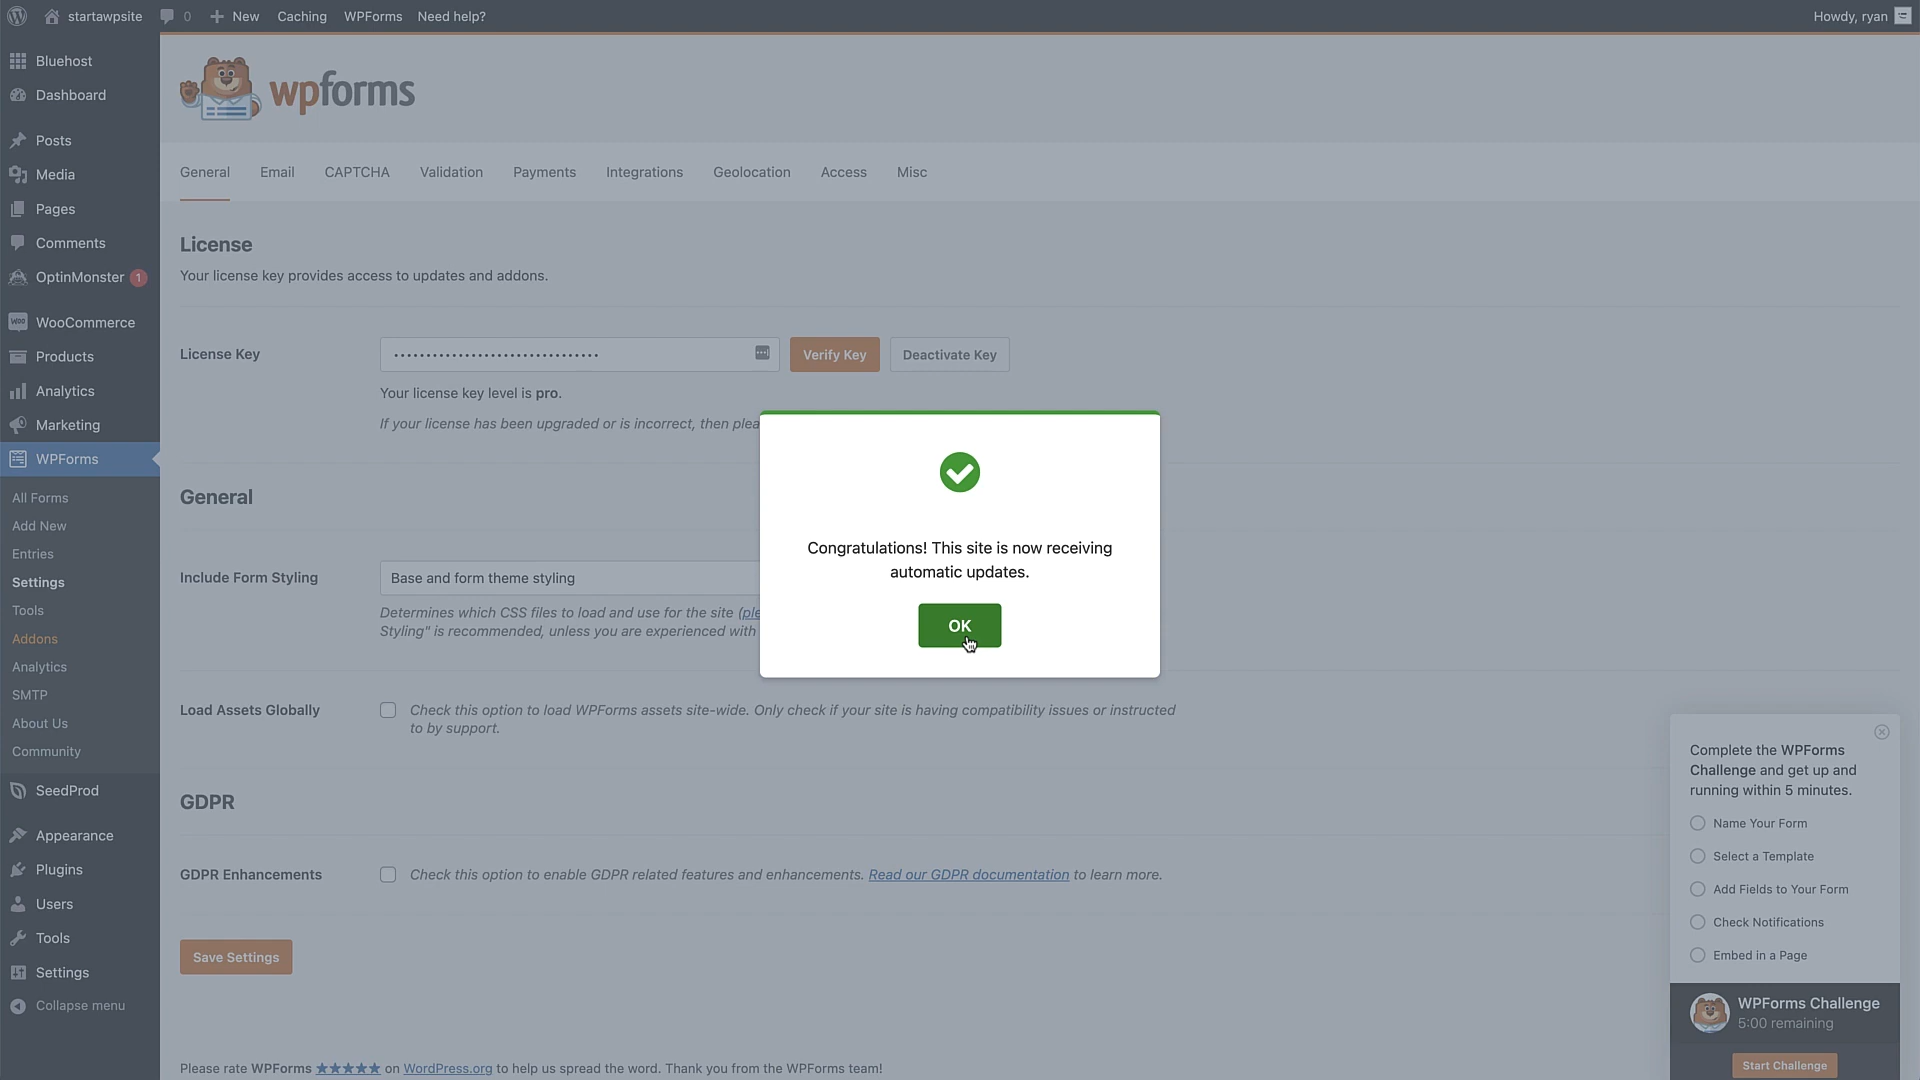 startawpsite
0
New
Caching
WPForms
Need help?
Howdy, ryan
Bluehost
Dashboard
Posts
Media
Pages
Comments
OptinMonster 1
WooCommerce
Products
Analytics
Marketing
WPForms
All Forms
Add New
Entries
Settings
Tools
Addons
Analytics
SMTP
About Us
Community
SeedProd
Appearance
Plugins
Users
Tools
Settings
Collapse menu
wpforms
General
Email
CAPTCHA
Validation
Payments
Integrations
Geolocation
Access
Misc
License
Your license key provides access to updates and addons.
License Key
Verify Key
Deactivate Key
Your license key level is pro.
If your license has been upgraded or is incorrect, then plea
General
Include Form Styling
Base and form theme styling
Determines which CSS files to load and use for the site (ple
Styling" is recommended, unless you are experienced with
Congratulations! This site is now receiving
automatic updates.
OK
Load Assets Globally
Check this option to load WPForms assets site-wide. Only check if your site is having compatibility issues or instructed
to by support.
GDPR
GDPR Enhancements
Check this option to enable GDPR related features and enhancements. Read our GDPR documentation to learn more.
Save Settings
Please rate WPForms ★★★★★ on WordPress.org to help us spread the word. Thank you from the WPForms team!
Complete the WPForms
Challenge and get up and
running within 5 minutes.
Name Your Form
Select a Template
Add Fields to Your Form
Check Notifications
Embed in a Page
WPForms Challenge
5:00 remaining
Start Challenge